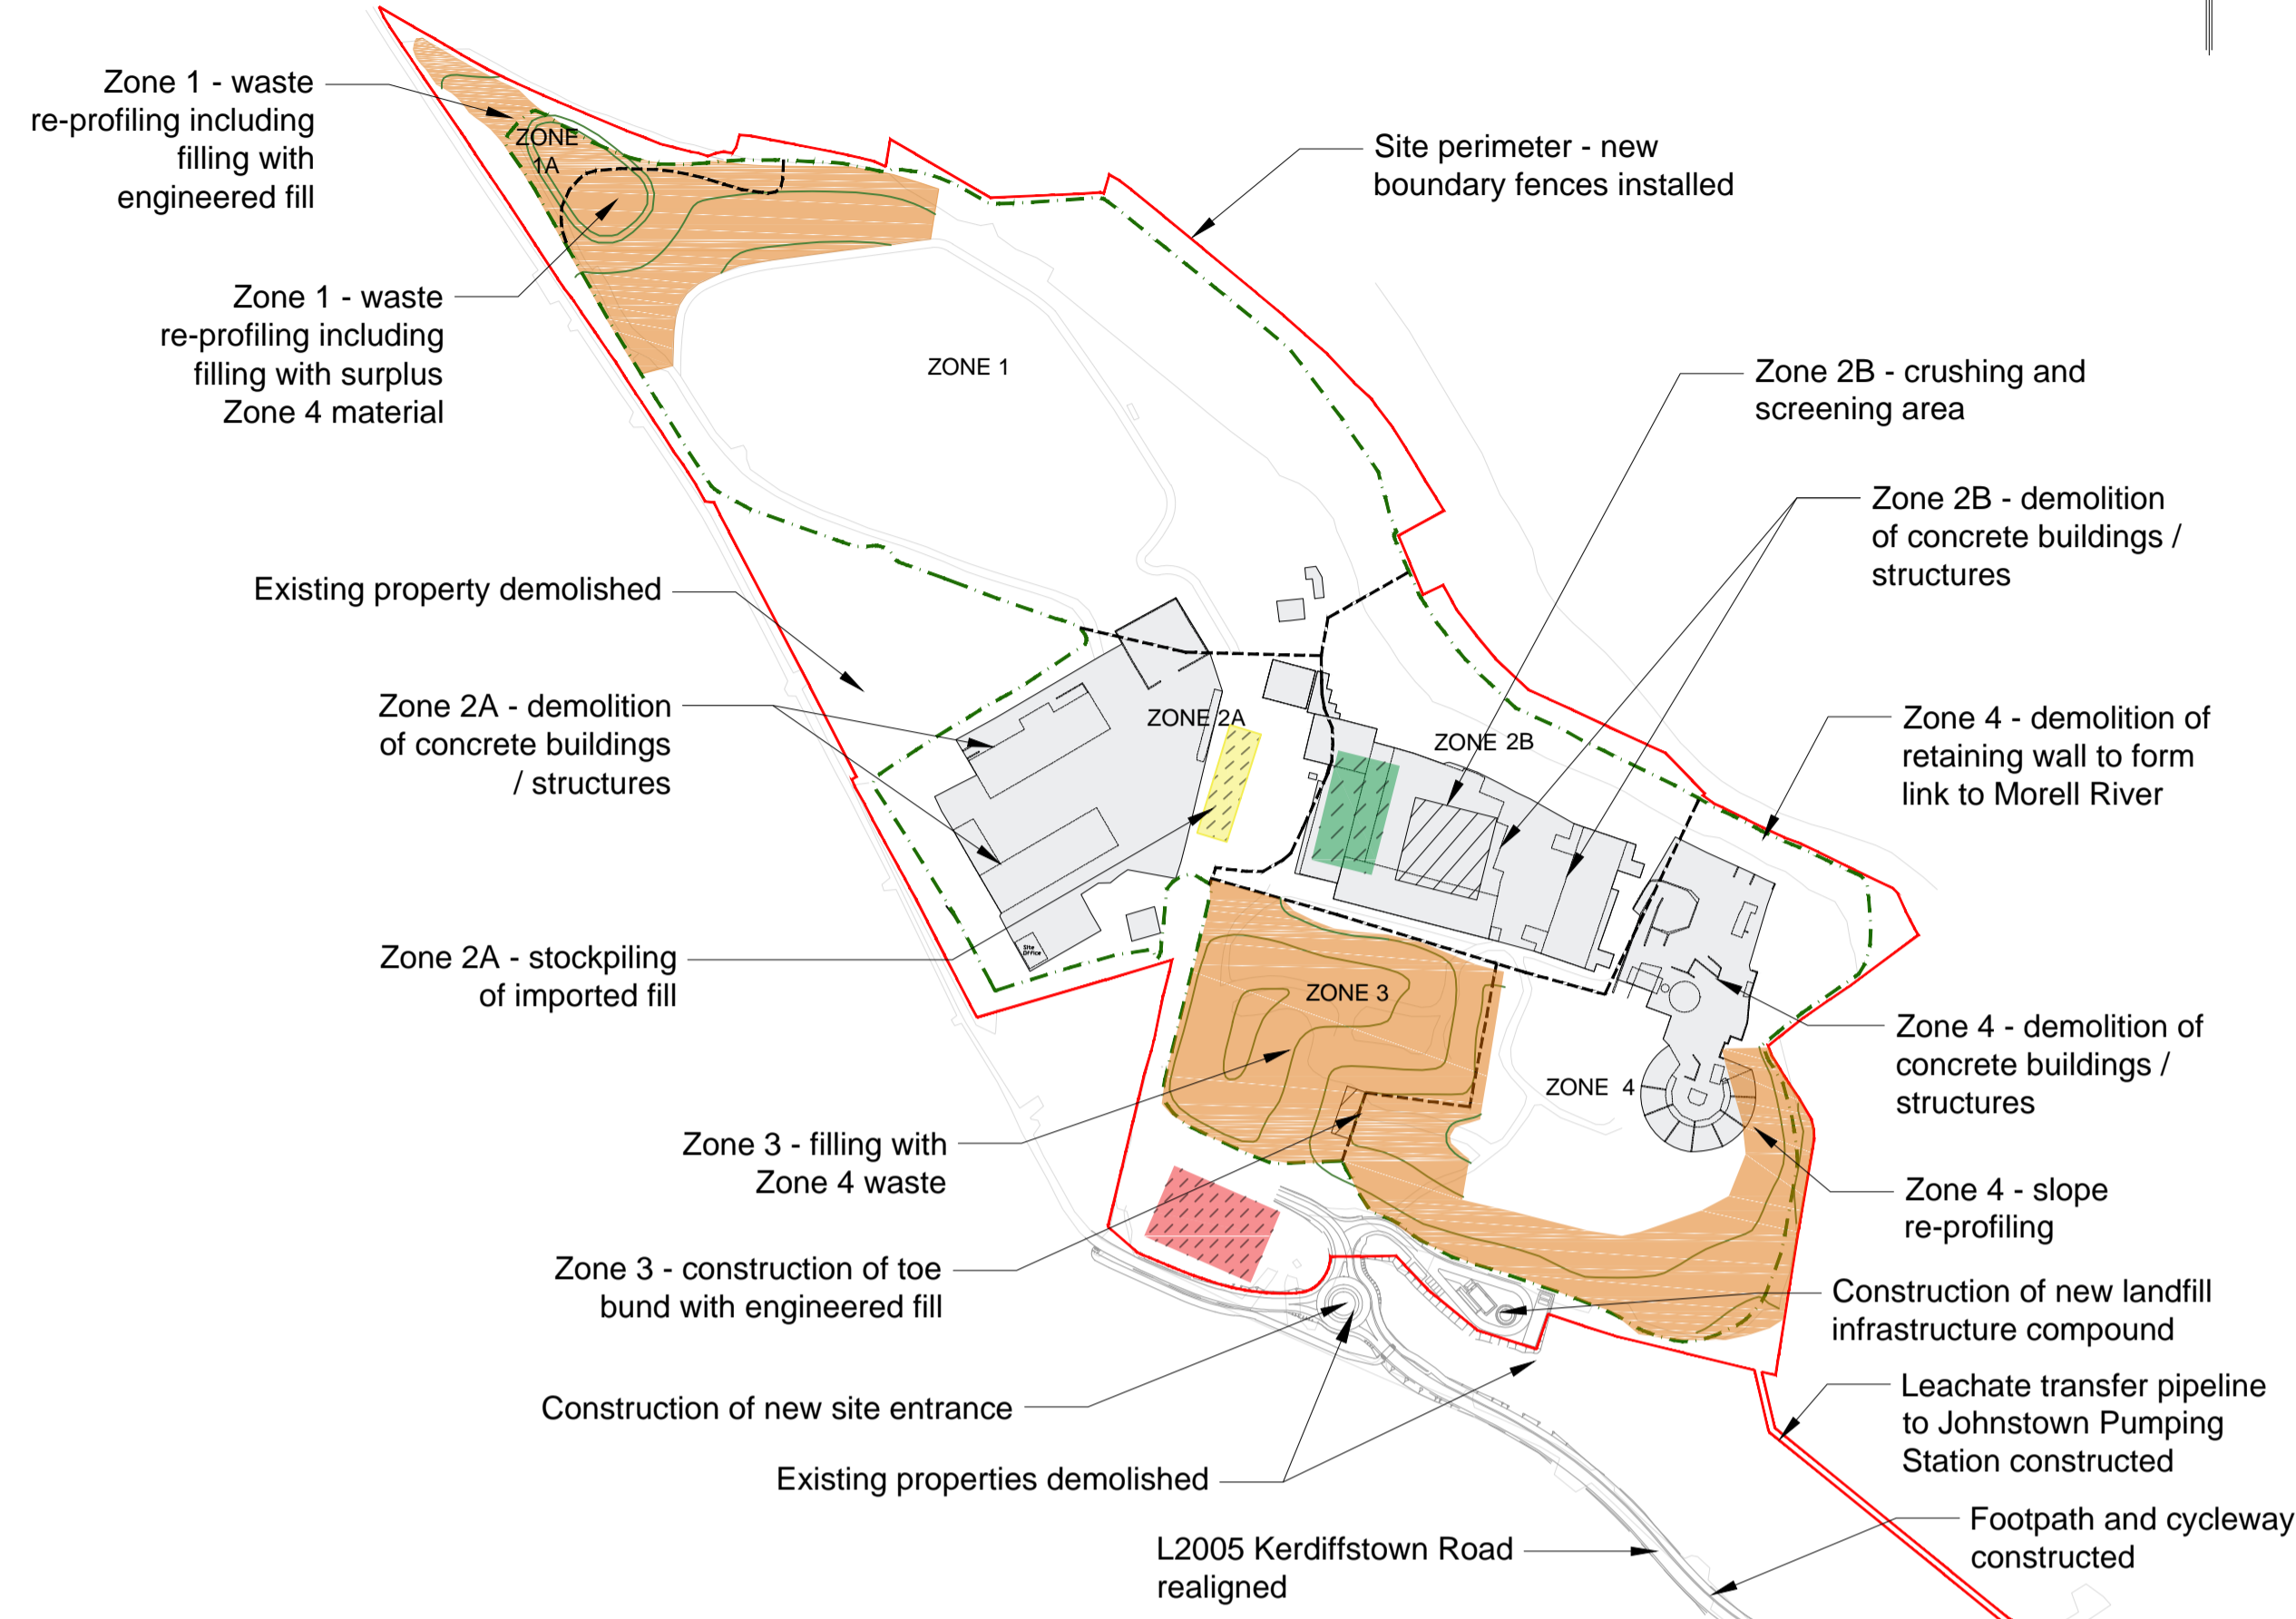 Zone 1 - waste
re-profiling including
filling with
engineered fill
ZONE
1A
Site perimeter - new
boundary fences installed
Zone 1 - waste
re-profiling including
filling with surplus
Zone 4 material
ZONE 1
Zone 2B - crushing and
screening area
Zone 2B - demolition
of concrete buildings /
structures
Existing property demolished
Zone 2A - demolition
of concrete buildings
/ structures
ZONE 2A
ZONE 2B
Zone 4 - demolition of
retaining wall to form
link to Morell River
Zone 2A - stockpiling
of imported fill
Site
Office
ZONE 3
Zone 4 - demolition of
concrete buildings /
structures
ZONE 4
Zone 3 - filling with
Zone 4 waste
Zone 4 - slope
re-profiling
Zone 3 - construction of toe
bund with engineered fill
Construction of new landfill
infrastructure compound
Construction of new site entrance
Leachate transfer pipeline
to Johnstown Pumping
Station constructed
Existing properties demolished
Footpath and cycleway
constructed
L2005 Kerdiffstown Road
realigned